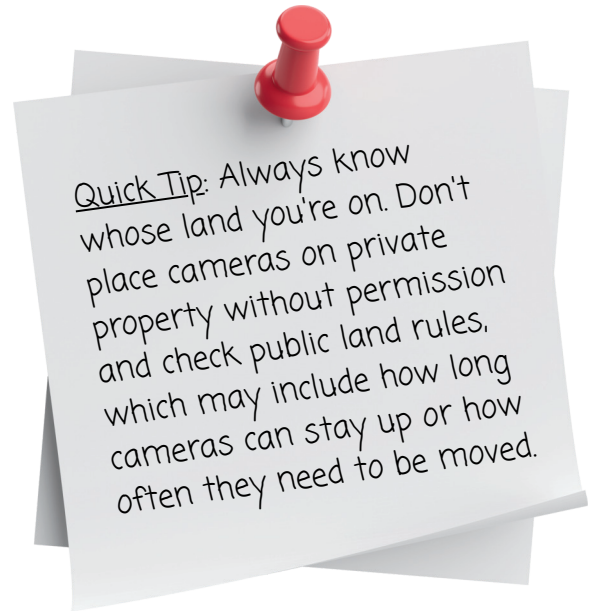 Quick Tip: Always know
whose land you're on. Don't
place cameras on private
property without permission
and check public land rules,
which may include how long
cameras can stay up or how
often they need to be moved.